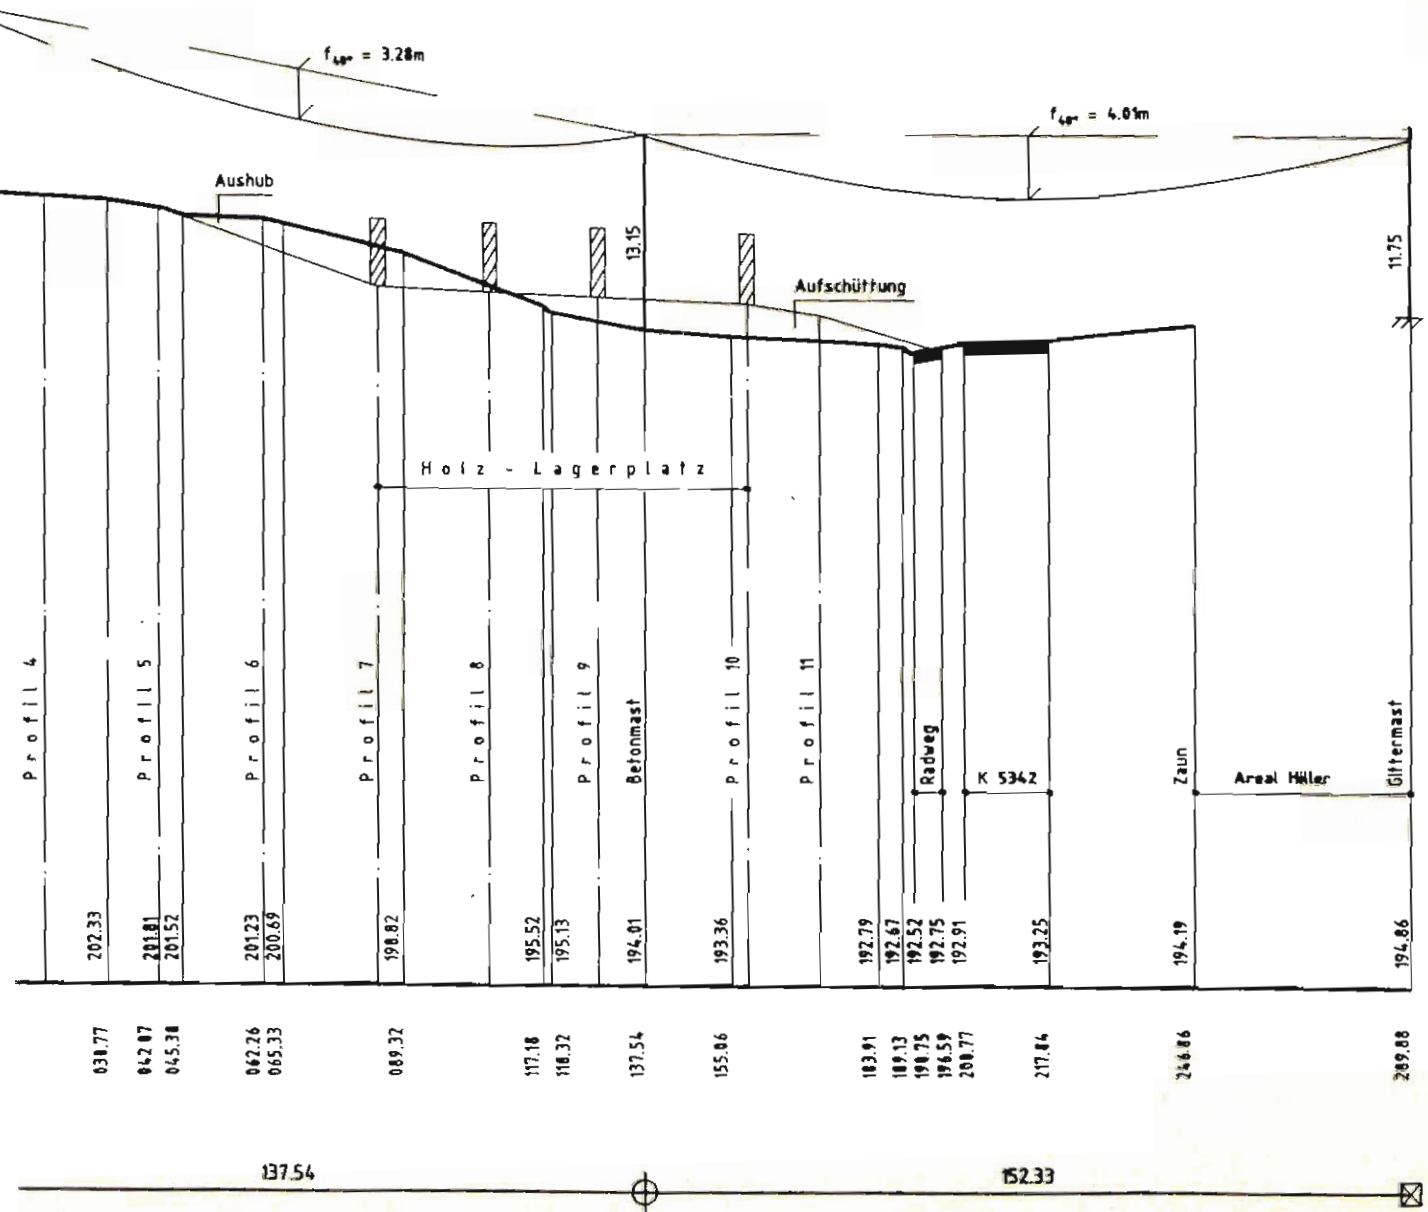 f₄₀° = 3.28m
f₄₀° = 4.01m
Aushub
13.15
11.75
Aufschüttung
Holz - Lagerplatz
Profil 4
Profil 5
Profil 6
Profil 7
Profil 8
Profil 9
Betonmast
Profil 10
Profil 11
Radweg
K 5342
Zaun
Areal Hiller
Gittermast
202.33
201.81
201.52
201.23
200.69
198.82
195.52
195.13
194.01
193.36
192.79
192.67
192.52
192.75
192.91
193.25
194.19
194.86
030.77
042.07
045.38
062.26
065.33
089.32
117.18
118.32
137.54
155.06
183.91
189.13
190.75
196.59
200.77
217.84
246.86
289.88
137.54
152.33